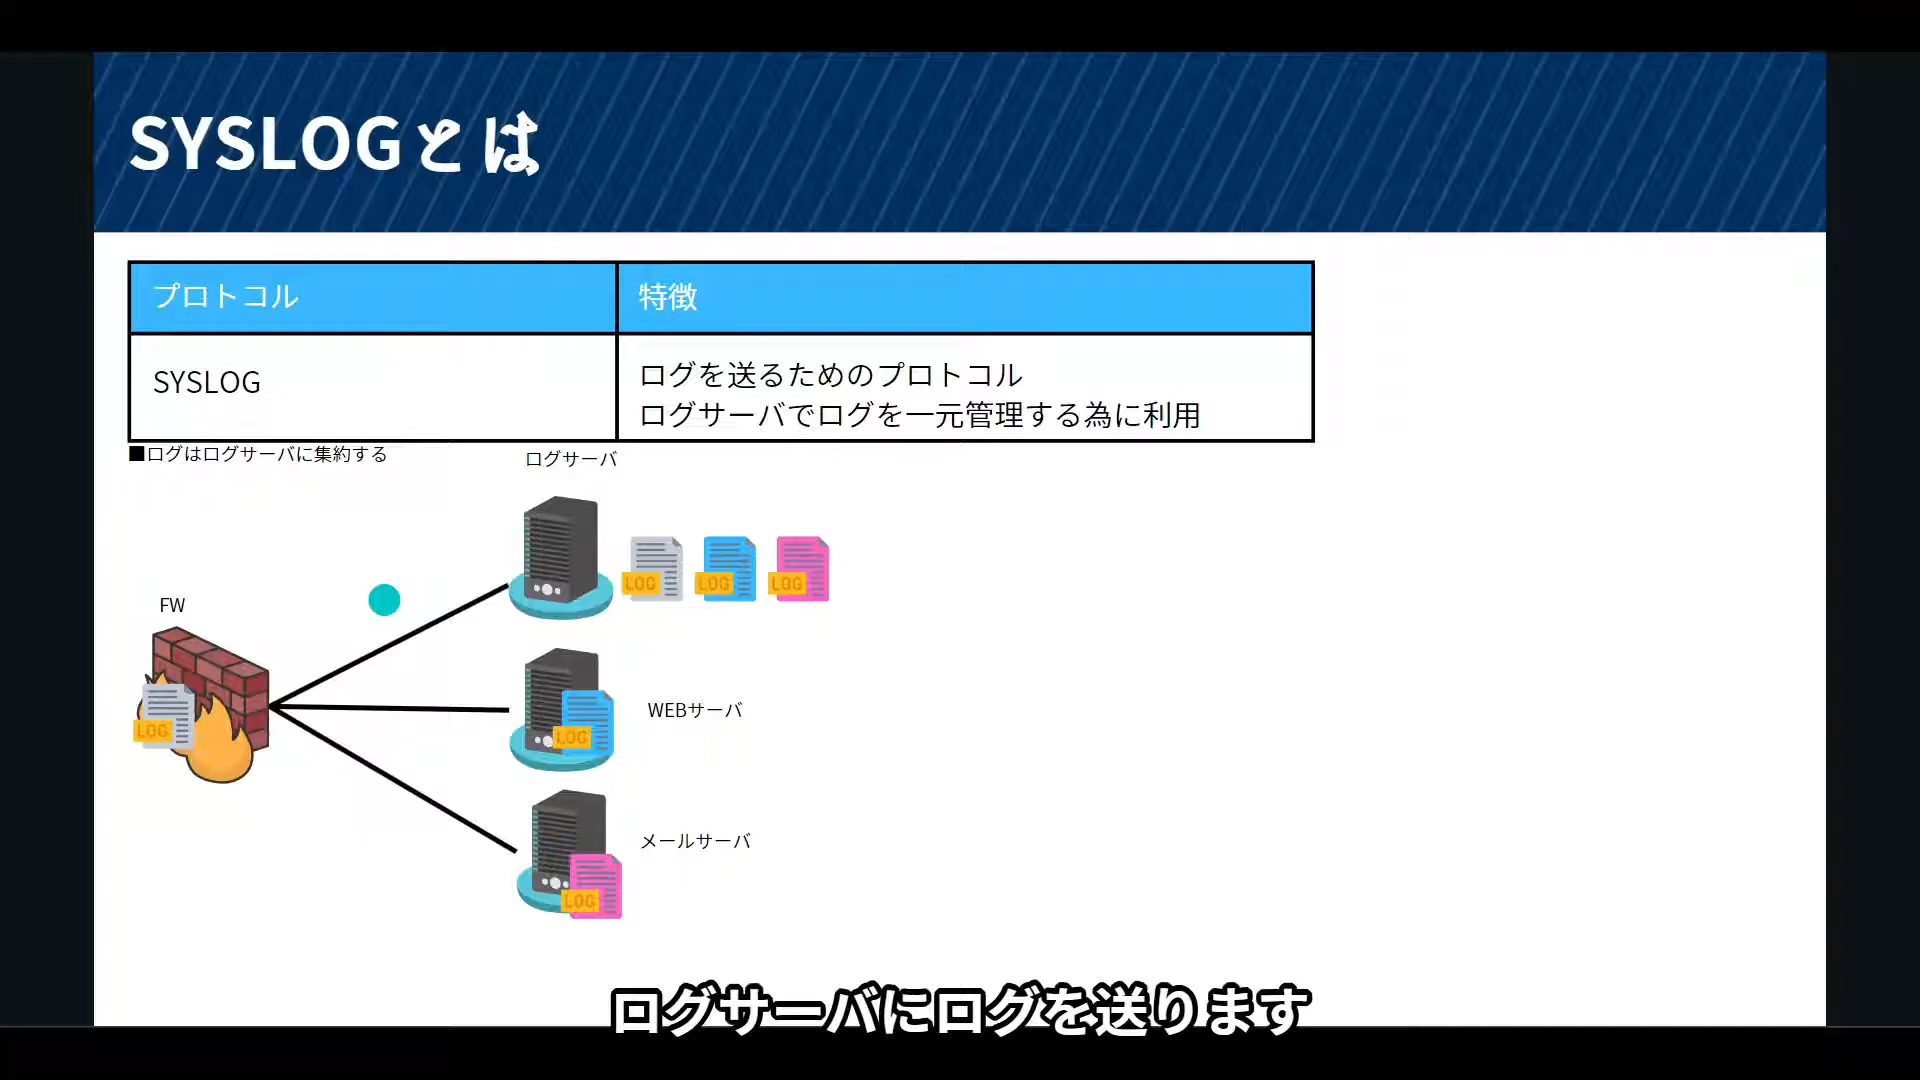 SYSLOGとは
プロトコル
特徴
SYSLOG
ログを送るためのプロトコル
ログサーバでログを一元管理する為に利用
■ログはログサーバに集約する
ログサーバ
LOG
LOG
LOG
FW
LOG
LOG
WEBサーバ
メールサーバ
LOG
ログサーバにログを送ります